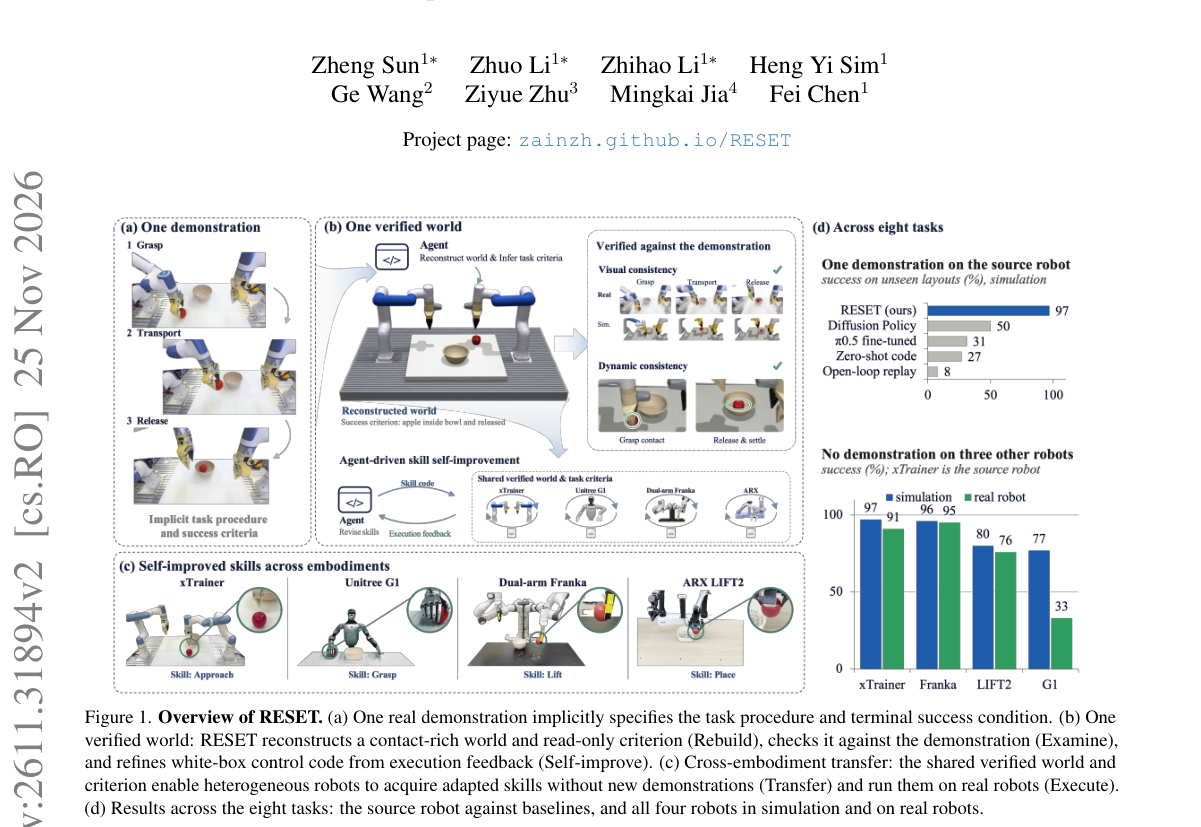 Zheng Sun1* Zhuo Li1* Zhihao Li1* Heng Yi Sim1
Ge Wang2 Ziyue Zhu3 Mingkai Jia4 Fei Chen1
Project page: zainzh.github.io/RESET
v:2611.31894v2 [cs.RO] 25 Nov 2026
(a) One demonstration
1 Grasp
2 Transport
3 Release
Implicit task procedure
and success criteria
(b) One verified world
</>
Agent
Reconstruct world & Infer task criteria
Reconstructed world
Success criterion: apple inside bowl and released
Verified against the demonstration
Visual consistency
Grasp Transport Release
Real
Sim.
Dynamic consistency
Grasp contact Release & settle
Agent-driven skill self-improvement
</>
Agent
Revise skills
Skill code
Execution feedback
Shared verified world & task criteria
xTrainer Unitree G1 Dual-arm Franka ARX
(c) Self-improved skills across embodiments
xTrainer Unitree G1 Dual-arm Franka ARX LIFT2
Skill: Approach Skill: Grasp Skill: Lift Skill: Place
(d) Across eight tasks
One demonstration on the source robot
success on unseen layouts (%), simulation
RESET (ours) 97
Diffusion Policy 50
π0.5 fine-tuned 31
Zero-shot code 27
Open-loop replay 8
0 50 100
No demonstration on three other robots
success (%); xTrainer is the source robot
simulation real robot
100
50
0
97 91 96 95 80 76 77 33
xTrainer Franka LIFT2 G1
Figure 1. Overview of RESET. (a) One real demonstration implicitly specifies the task procedure and terminal success condition. (b) One
verified world: RESET reconstructs a contact-rich world and read-only criterion (Rebuild), checks it against the demonstration (Examine),
and refines white-box control code from execution feedback (Self-improve). (c) Cross-embodiment transfer: the shared verified world and
criterion enable heterogeneous robots to acquire adapted skills without new demonstrations (Transfer) and run them on real robots (Execute).
(d) Results across the eight tasks: the source robot against baselines, and all four robots in simulation and on real robots.